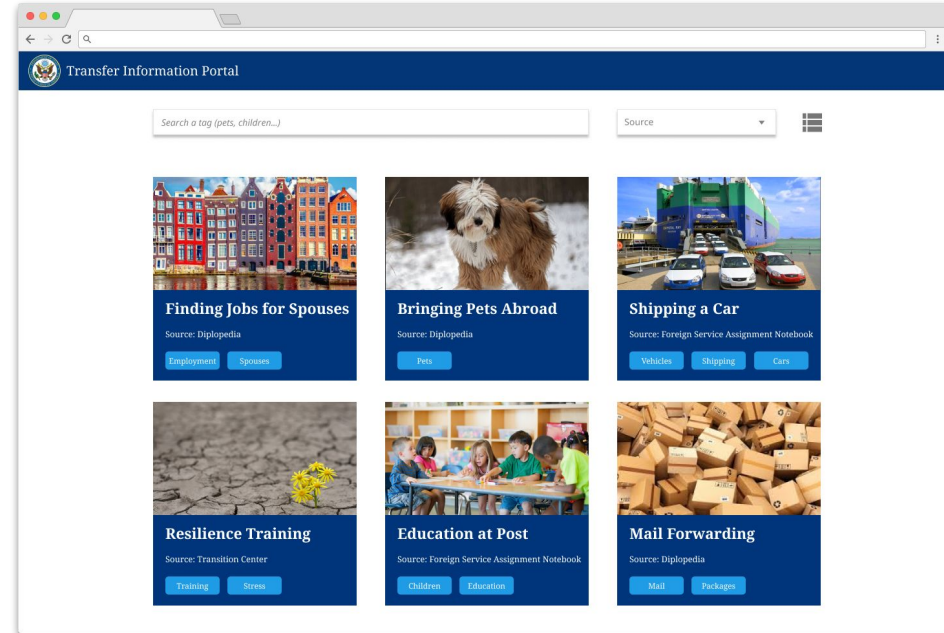 Transfer Information Portal
Search a tag (pets, children...)
Source
Finding Jobs for Spouses
Source: Diplopedia
Employment
Spouses
Bringing Pets Abroad
Source: Diplopedia
Pets
Shipping a Car
Source: Foreign Service Assignment Notebook
Vehicles
Shipping
Cars
Resilience Training
Source: Transition Center
Training
Stress
Education at Post
Source: Foreign Service Assignment Notebook
Children
Education
Mail Forwarding
Source: Diplopedia
Mail
Packages